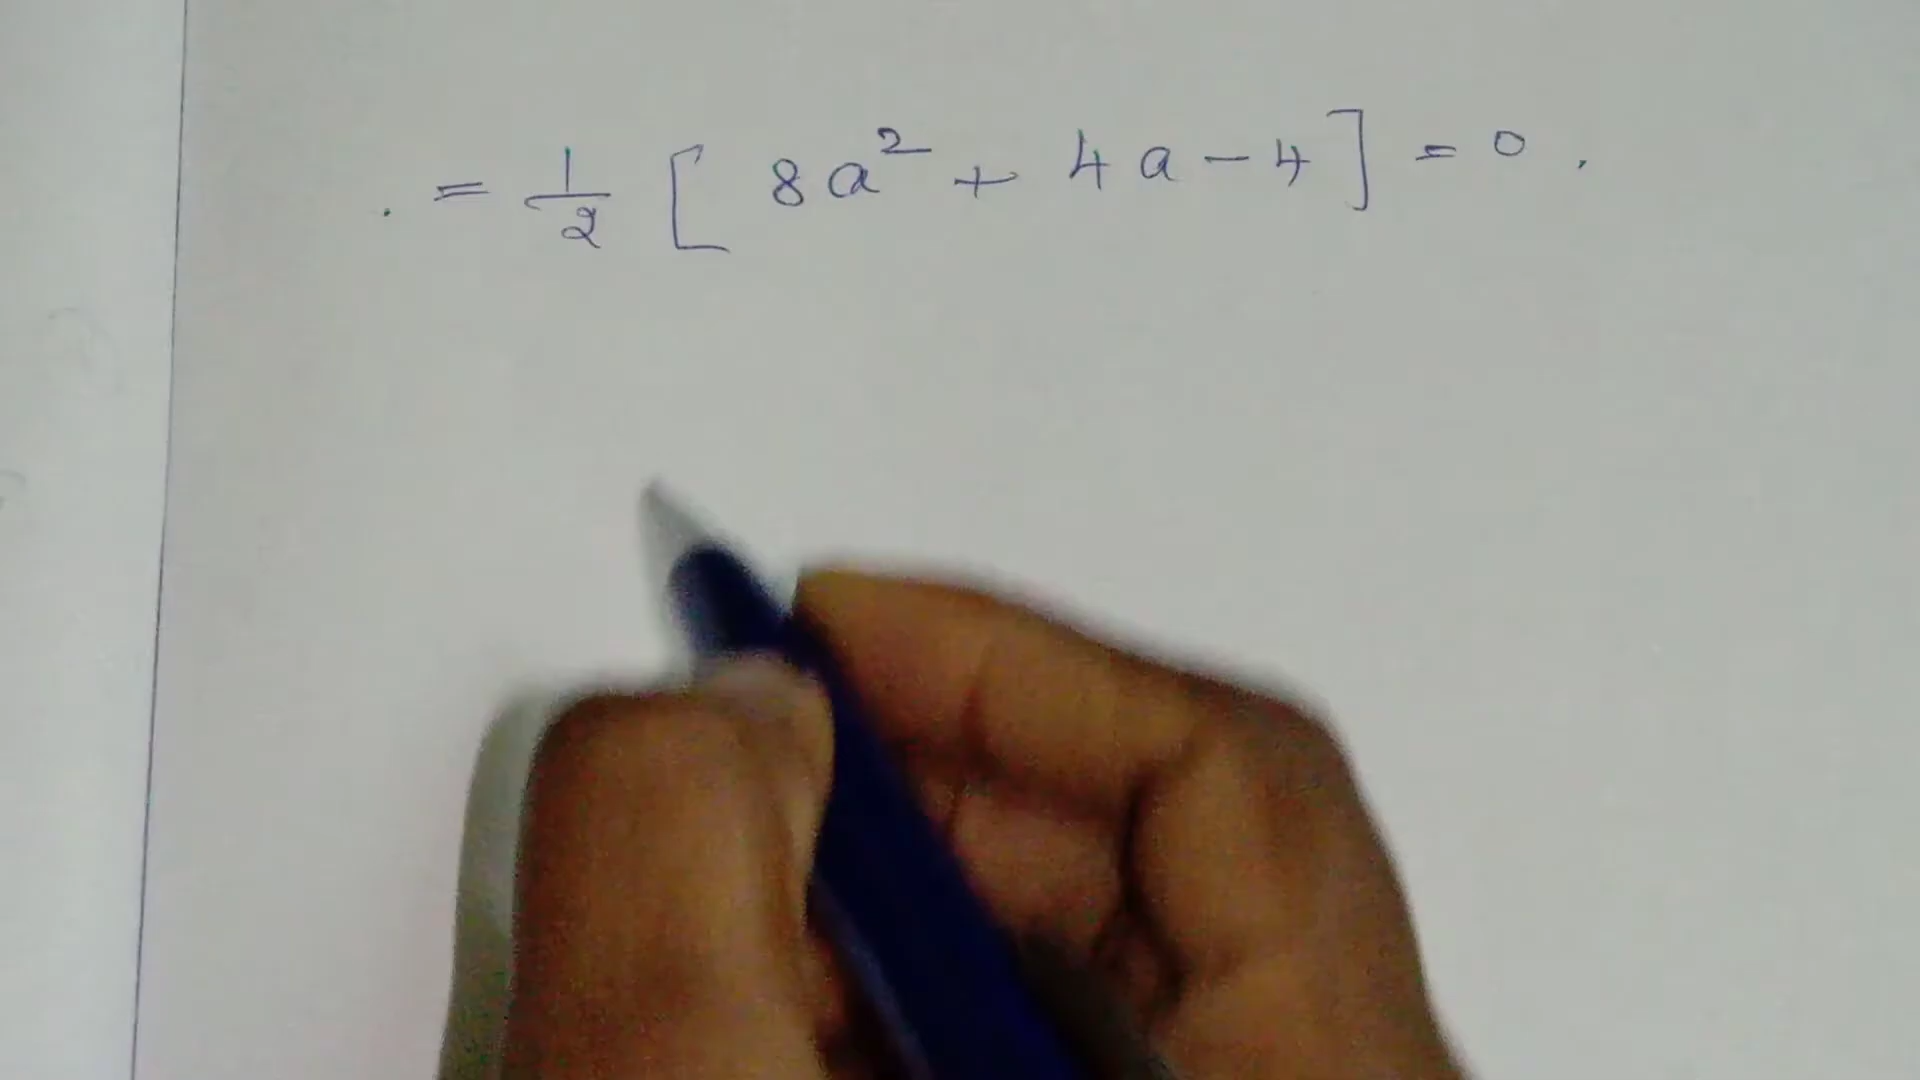 . = 1/2 [ 8a² + 4a - 4 ] = 0 .